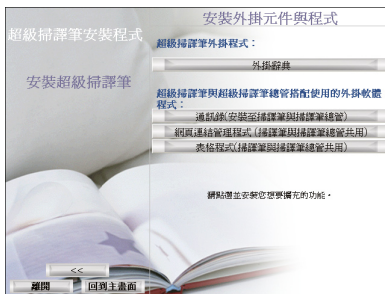 安裝外掛元件與程式
超級掃譯筆安裝程式
安裝超級掃譯筆
超級掃譯筆外掛程式：
外掛辭典
超級掃譯筆與超級掃譯筆總管搭配使用的外掛軟體
程式：
通訊錄(安裝至掃譯筆與掃譯筆總管)
網頁連結管理程式 (掃譯筆與掃譯筆總管共用)
表格程式(掃譯筆與掃譯筆總管共用)
請點選並安裝您想要擴充的功能。
<<
離開
回到主畫面